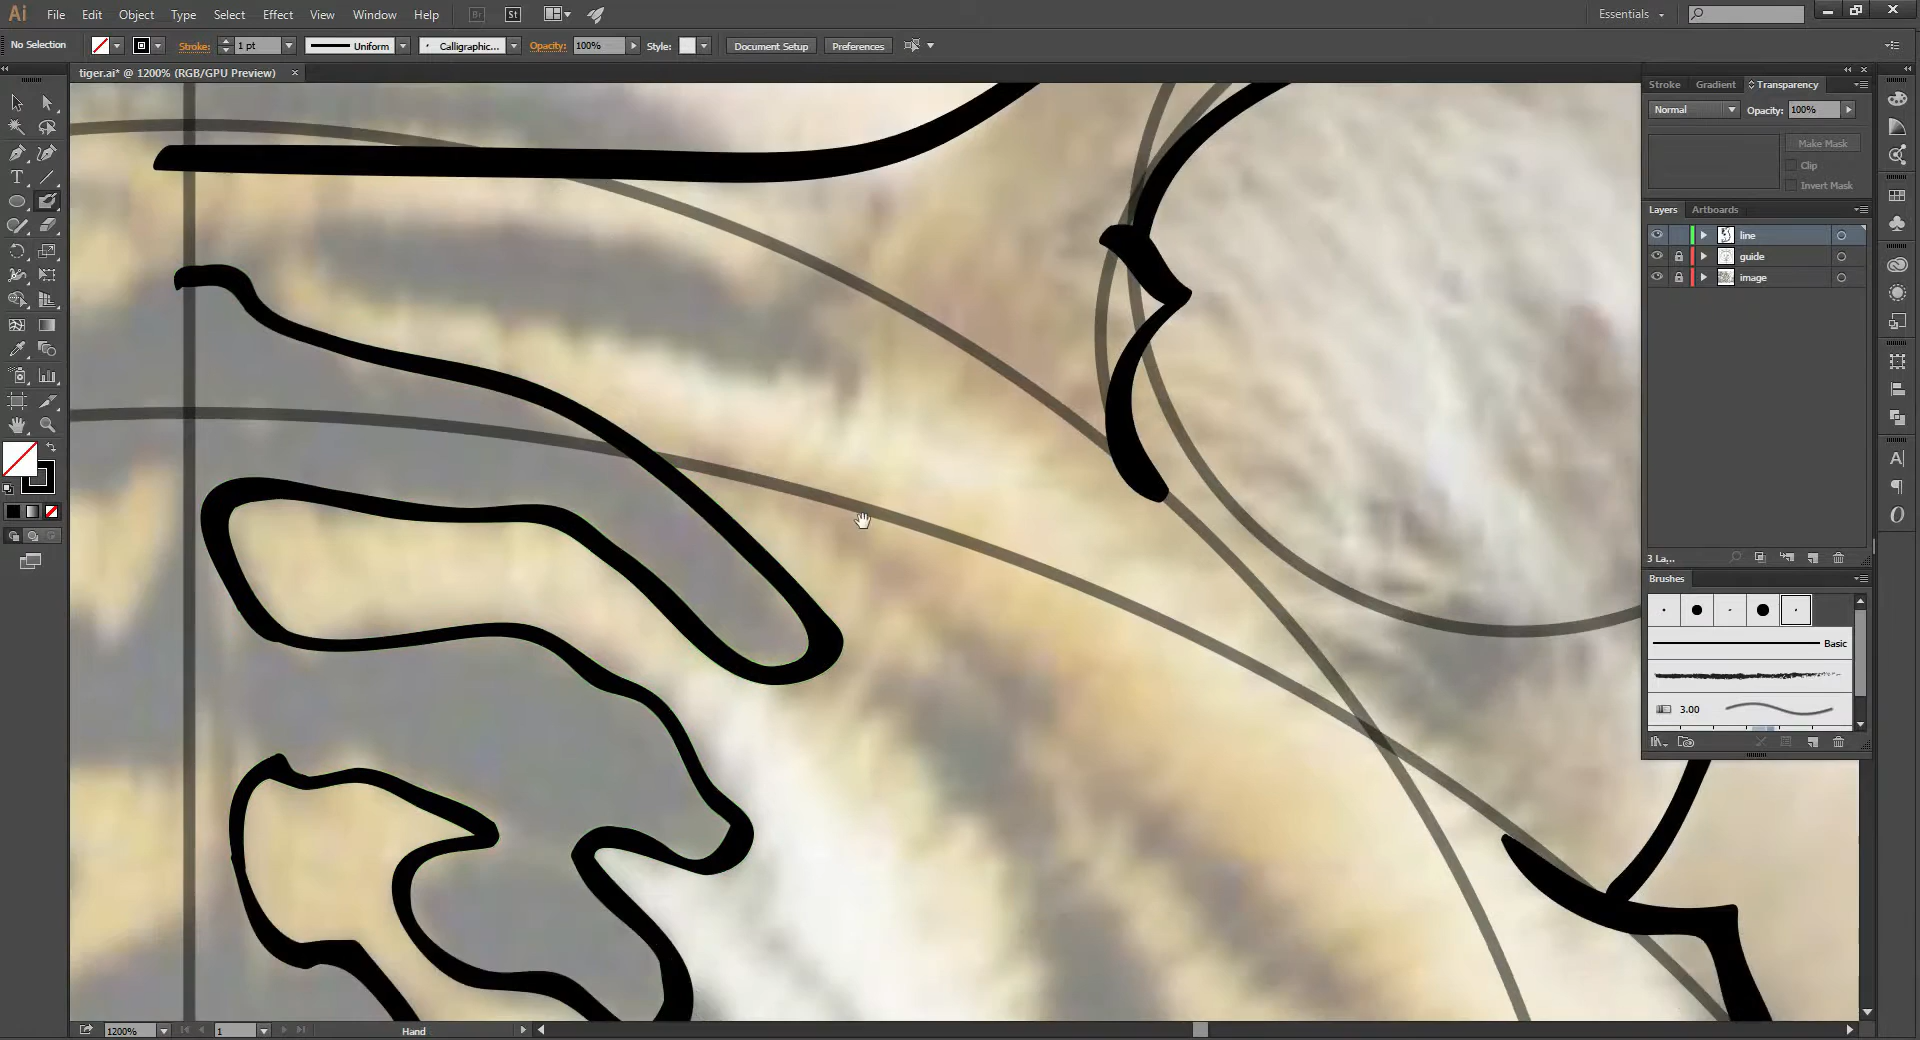 Ai File Edit Object Type Select Effect View Window Help Br St Essentials
No Selection Stroke: 1 pt Uniform Calligraphic... Opacity: 100% Style: Document Setup Preferences
tiger.ai* @ 1200% (RGB/GPU Preview)
Stroke Gradient Transparency
Normal Opacity: 100%
Make Mask
Clip
Invert Mask
Layers Artboards
line
guide
image
3 La...
Brushes
Basic
3.00
1200% 1 Hand